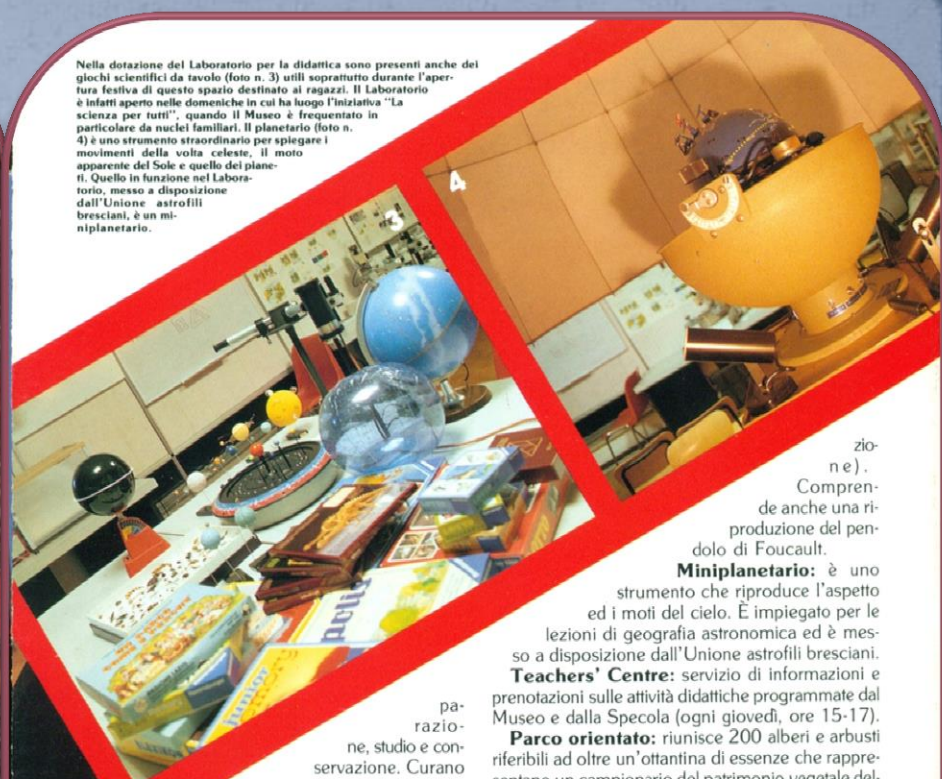 Nella dotazione del Laboratorio per la didattica sono presenti anche dei
giochi scientifici da tavolo (foto n. 3) utili soprattutto durante l'aper-
tura festiva di questo spazio destinato ai ragazzi. Il Laboratorio
è infatti aperto nelle domeniche in cui ha luogo l'iniziativa "La
scienza per tutti", quando il Museo è frequentato in
particolare da nuclei familiari. Il planetario (foto n.
4) è uno strumento straordinario per spiegare i
movimenti della volta celeste, il moto
apparente del Sole e quello dei piane-
ti. Quello in funzione nel Labora-
torio, messo a disposizione
dall'Unione astrofili
bresciani, è un mi-
niplanetario.
3
4
junior
pa-
razio-
ne, studio e con-
servazione. Curano
zio-
ne).
Compren-
de anche una ri-
produzione del pen-
dolo di Foucault.
Miniplanetario: è uno
strumento che riproduce l'aspetto
ed i moti del cielo. È impiegato per le
lezioni di geografia astronomica ed è mes-
so a disposizione dall'Unione astrofili bresciani.
Teachers' Centre: servizio di informazioni e
prenotazioni sulle attività didattiche programmate dal
Museo e dalla Specola (ogni giovedì, ore 15-17).
Parco orientato: riunisce 200 alberi e arbusti
riferibili ad oltre un'ottantina di essenze che rappre-
sentano un campionario del patrimonio vegetale del-